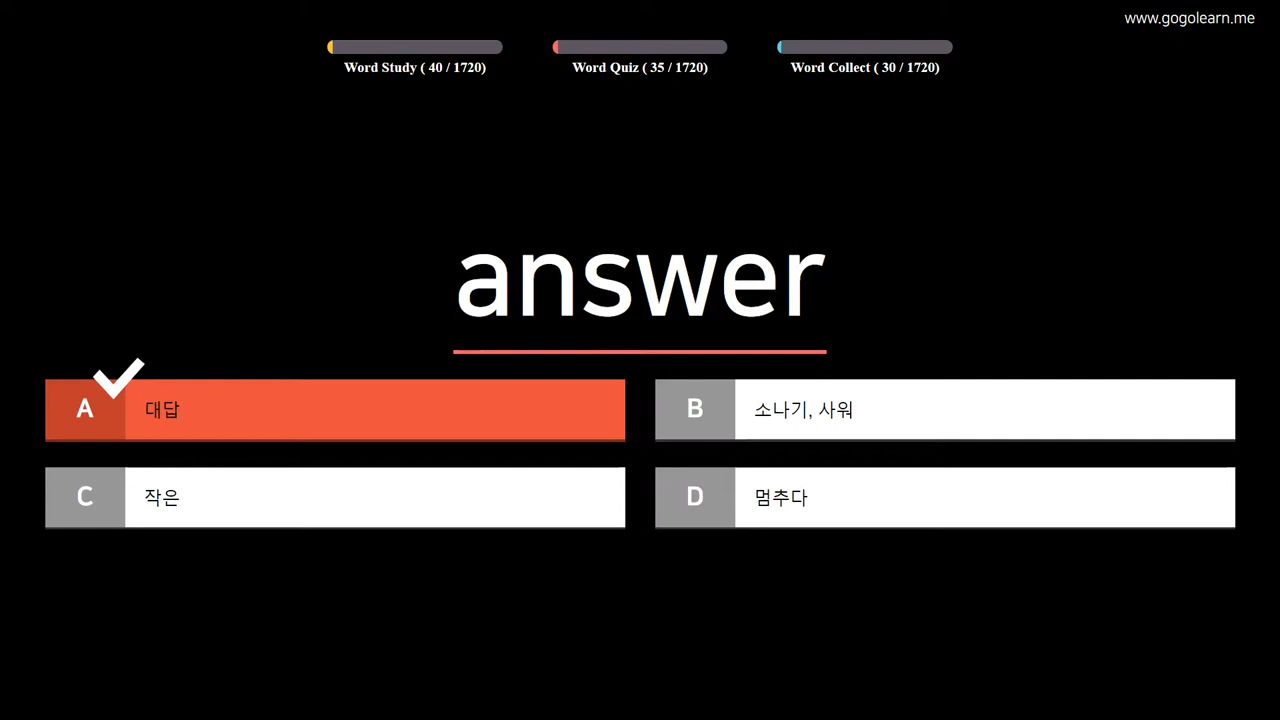 www.gogolearn.me
Word Study ( 40 / 1720)
Word Quiz ( 35 / 1720)
Word Collect ( 30 / 1720)
answer
A 대답
B 소나기, 사워
C 작은
D 멈추다